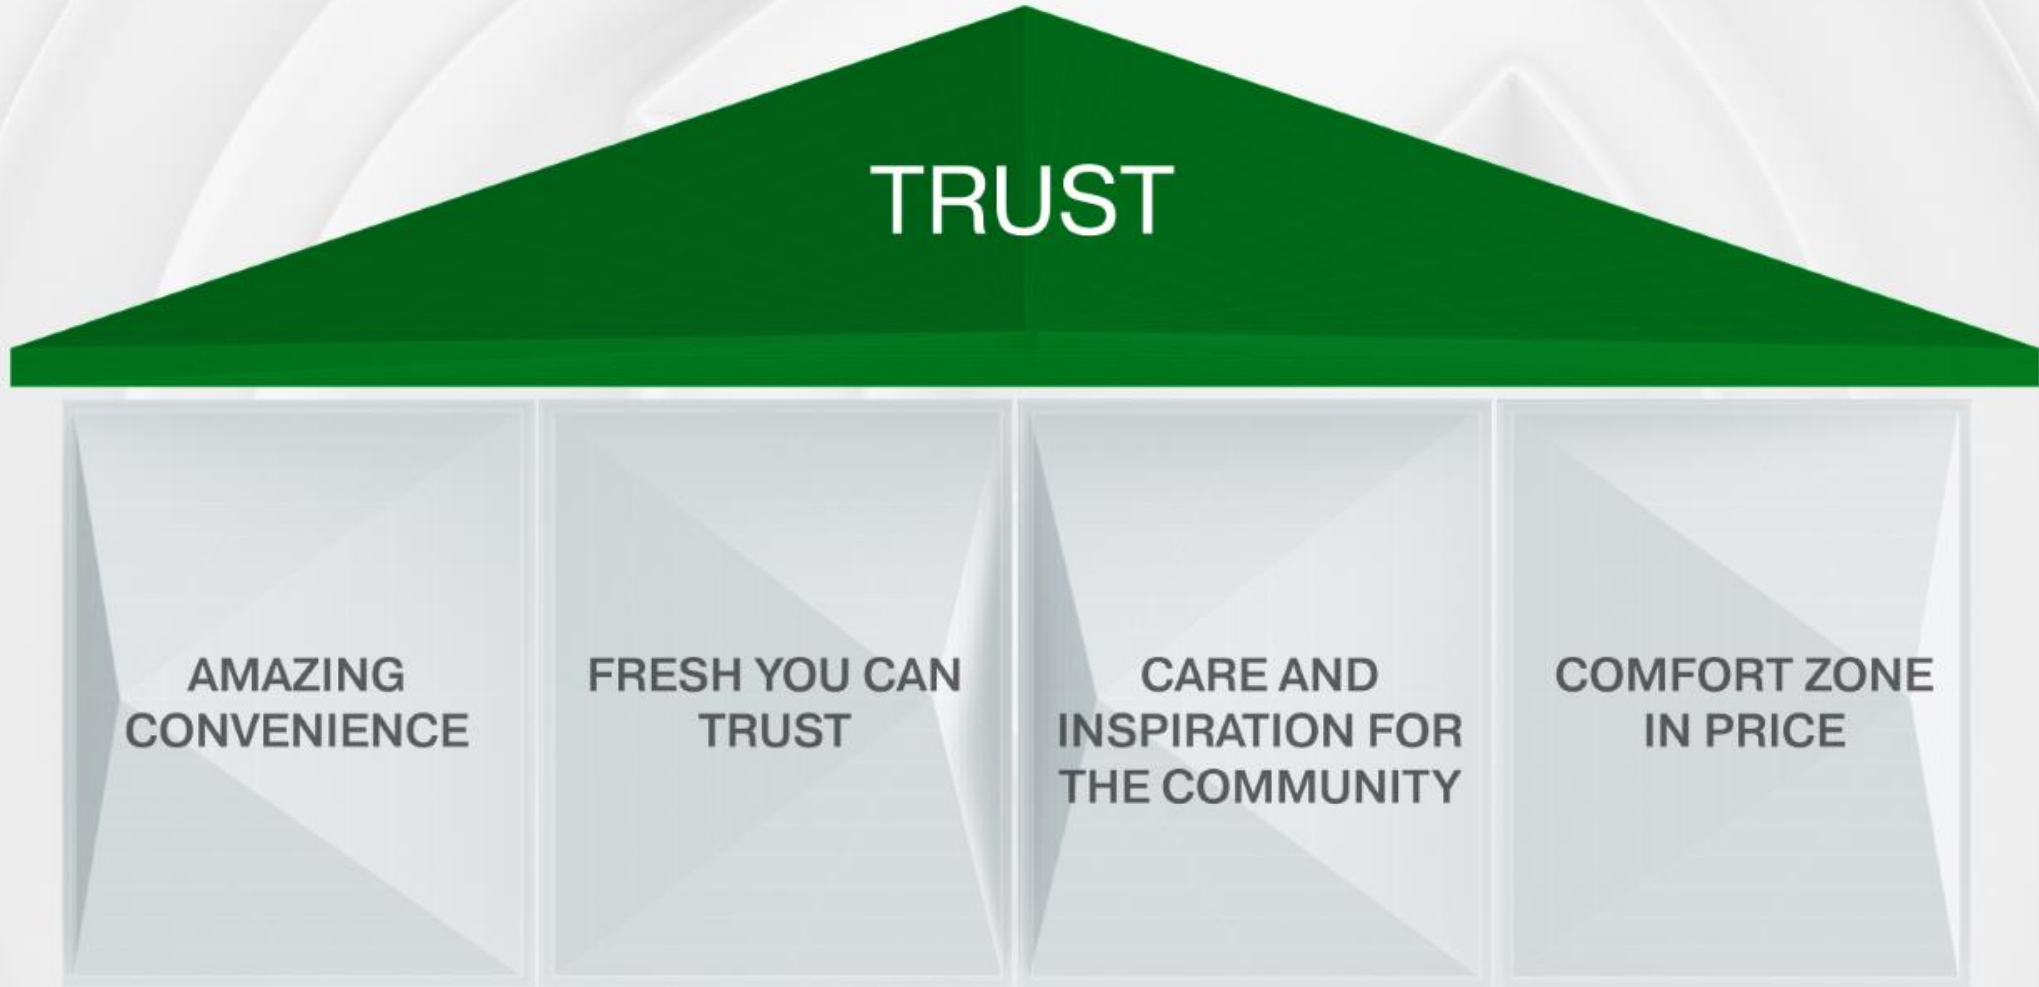 TRUST
AMAZING
CONVENIENCE
FRESH YOU CAN
TRUST
CARE AND
INSPIRATION FOR
THE COMMUNITY
COMFORT ZONE
IN PRICE